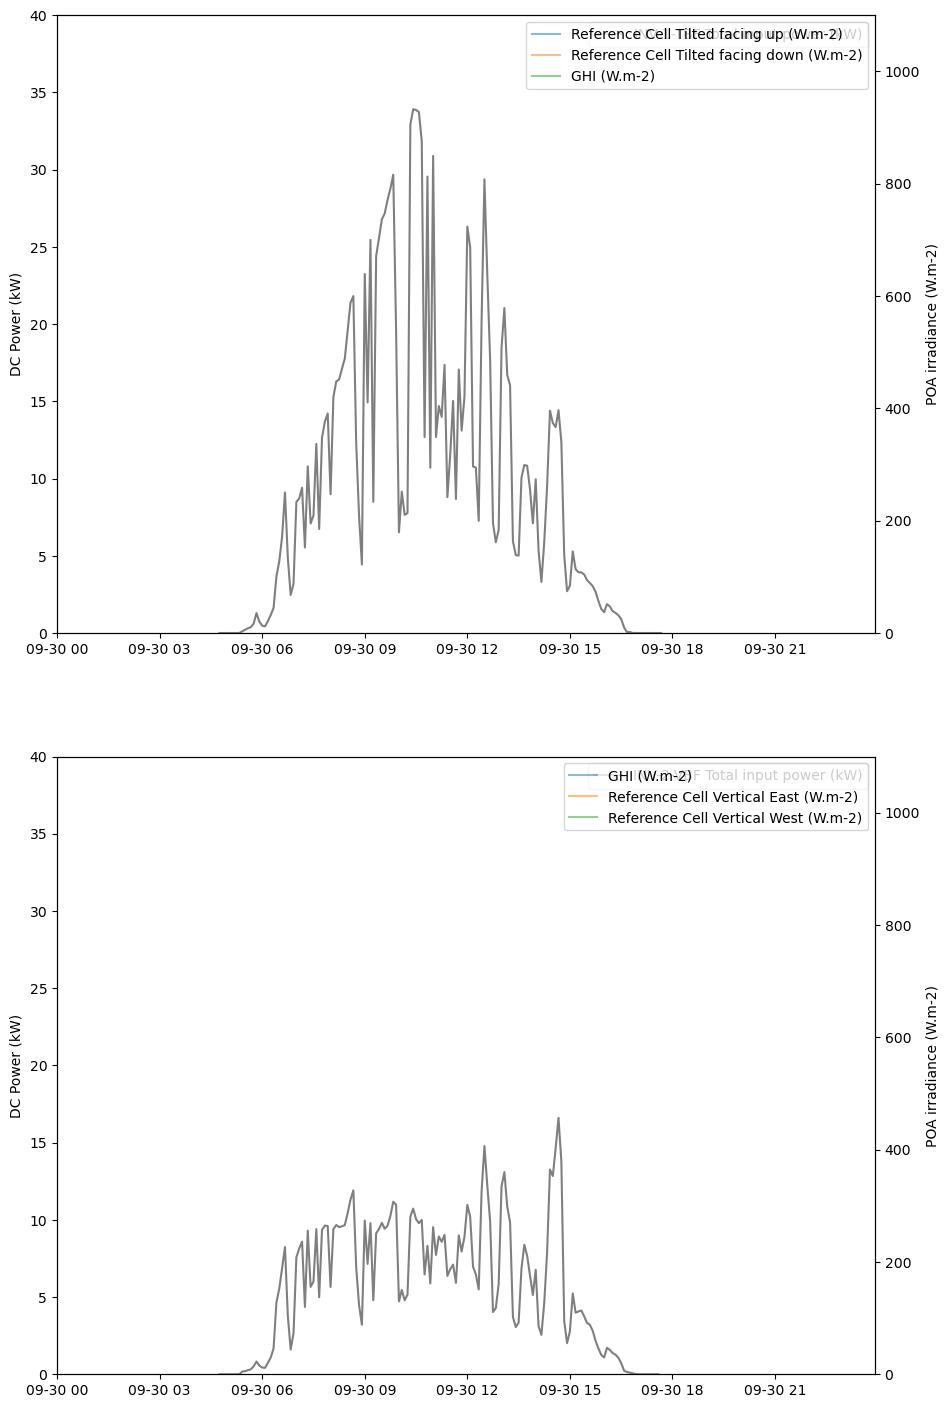 40
35
30
25
20
15
10
5
0
DC Power (kW)
Reference Cell Tilted facing up (W.m-2)
Reference Cell Tilted facing down (W.m-2)
GHI (W.m-2)
1000
800
600
400
200
0
POA irradiance (W.m-2)
09-30 00 09-30 03 09-30 06 09-30 09 09-30 12 09-30 15 09-30 18 09-30 21
40
35
30
25
20
15
10
5
0
DC Power (kW)
GHI (W.m-2)
Total input power (kW)
Reference Cell Vertical East (W.m-2)
Reference Cell Vertical West (W.m-2)
1000
800
600
400
200
0
POA irradiance (W.m-2)
09-30 00 09-30 03 09-30 06 09-30 09 09-30 12 09-30 15 09-30 18 09-30 21